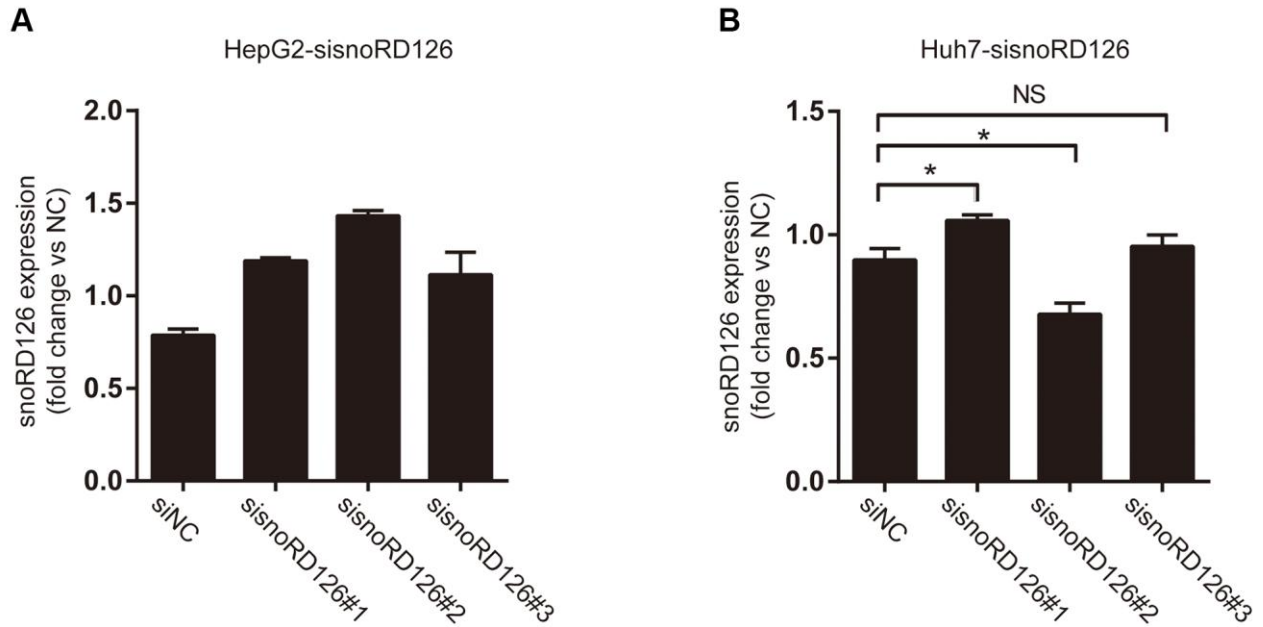 A
HepG2-sisnoRD126
snoRD126 expression
(fold change vs NC)
2.0
1.5
1.0
0.5
0.0
siNC
sisnoRD126#1
sisnoRD126#2
sisnoRD126#3
B
Huh7-sisnoRD126
NS
*
*
snoRD126 expression
(fold change vs NC)
1.5
1.0
0.5
0.0
siNC
sisnoRD126#1
sisnoRD126#2
sisnoRD126#3